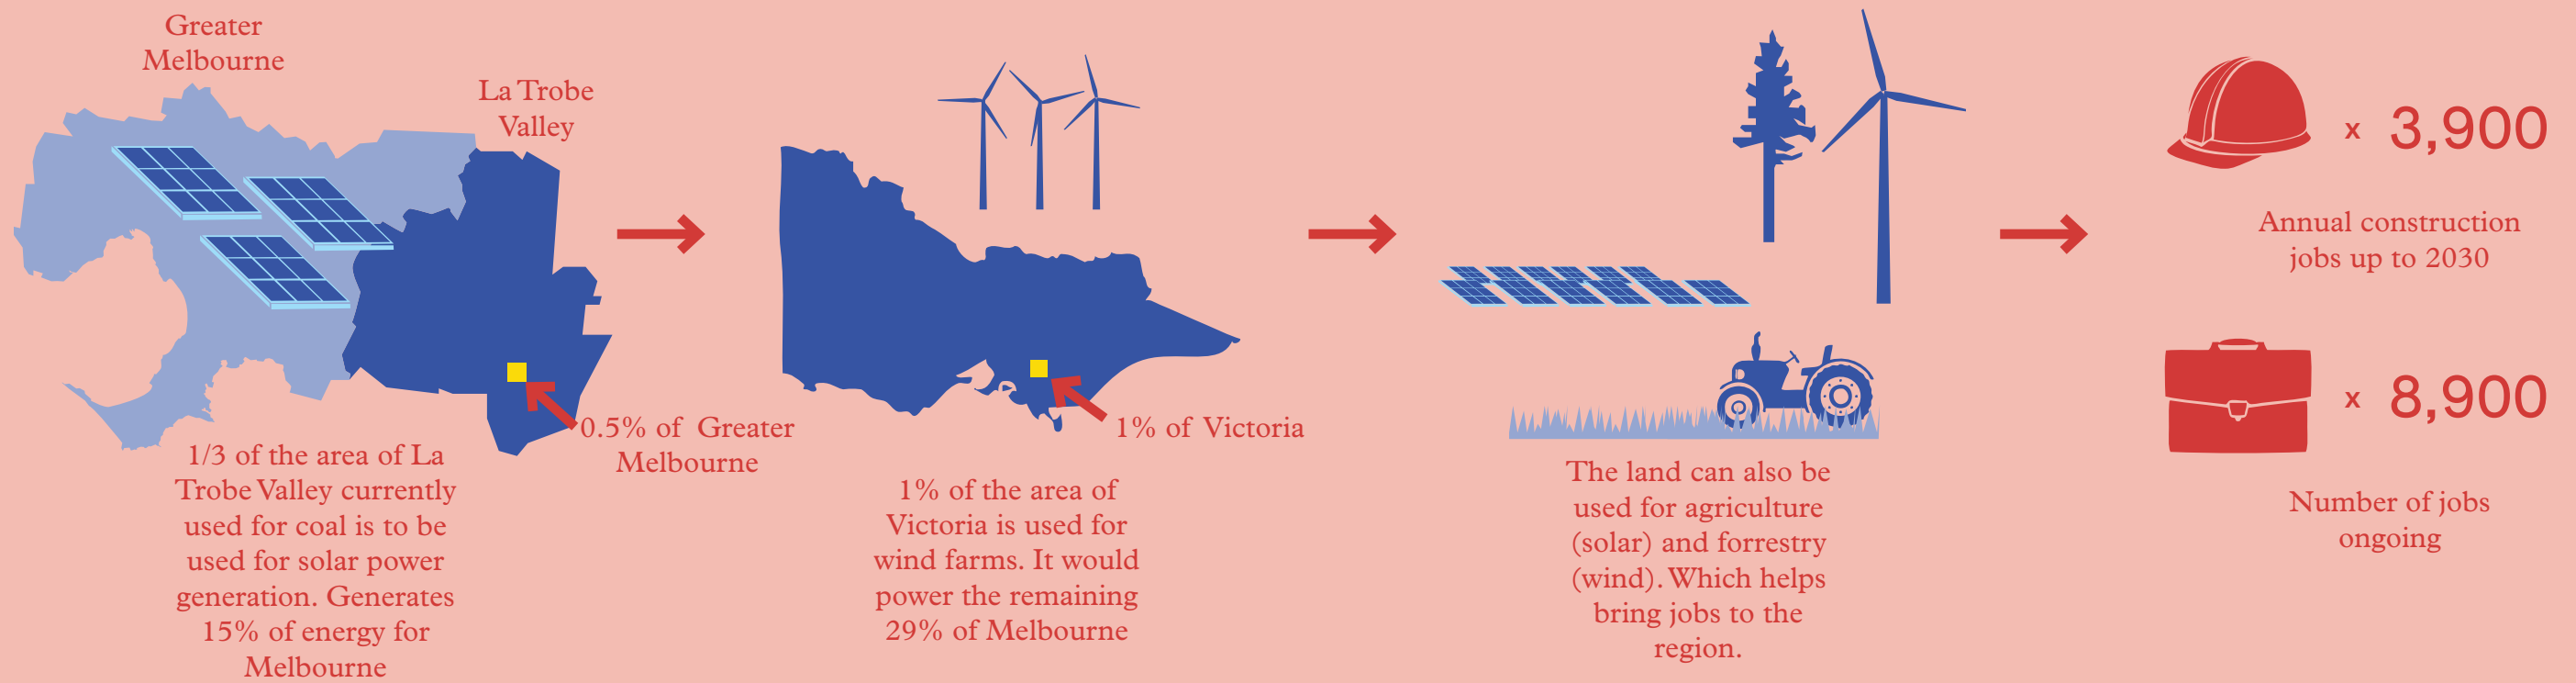 Greater
Melbourne
La Trobe
Valley
0.5% of Greater
Melbourne
1/3 of the area of La
Trobe Valley currently
used for coal is to be
used for solar power
generation. Generates
15% of energy for
Melbourne
1% of Victoria
1% of the area of
Victoria is used for
wind farms. It would
power the remaining
29% of Melbourne
The land can also be
used for agriculture
(solar) and forrestry
(wind). Which helps
bring jobs to the
region.
x 3,900
Annual construction
jobs up to 2030
x 8,900
Number of jobs
ongoing